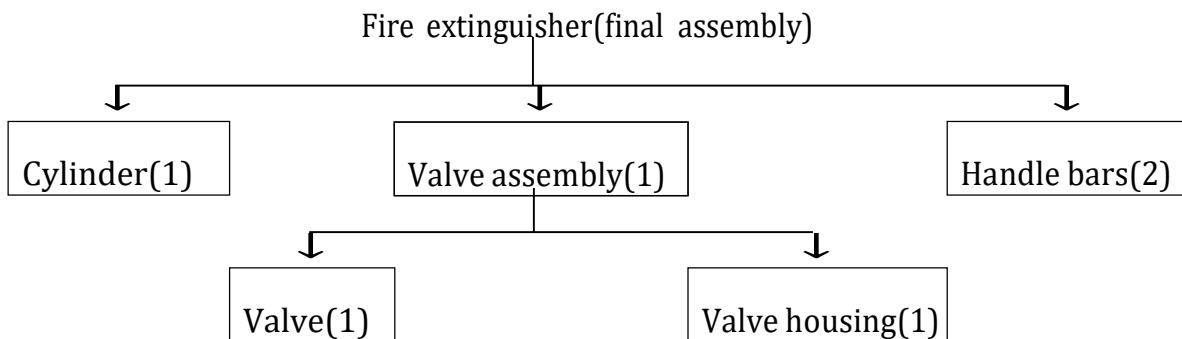 Fire extinguisher(final assembly)
Cylinder(1)
Valve assembly(1)
Handle bars(2)
Valve(1)
Valve housing(1)